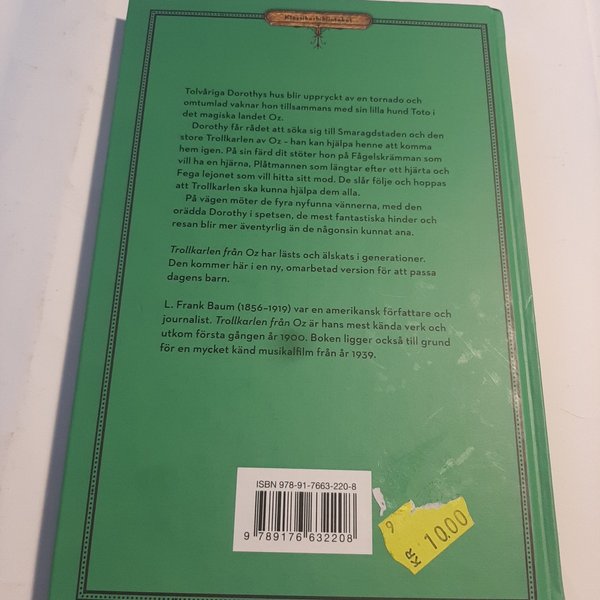 Klassikerbiblioteket
Tolvåriga Dorothys hus blir uppryckt av en tornado och
omtumlad vaknar hon tillsammans med sin lilla hund Toto i
det magiska landet Oz.
Dorothy får rådet att söka sig till Smaragdstaden och den
store Trollkarlen av Oz – han kan hjälpa henne att komma
hem igen. På sin färd dit stöter hon på Fågelskrämman som
vill ha en hjärna, Plåtmannen som längtar efter ett hjärta och
Fega lejonet som vill hitta sitt mod. De slår följe och hoppas
att Trollkarlen ska kunna hjälpa dem alla.
På vägen möter de fyra nyfunna vännerna, med den
orädda Dorothy i spetsen, de mest fantastiska hinder och
resan blir mer äventyrlig än de någonsin kunnat ana.
Trollkarlen från Oz har lästs och älskats i generationer.
Den kommer här i en ny, omarbetad version för att passa
dagens barn.
L. Frank Baum (1856–1919) var en amerikansk författare och
journalist. Trollkarlen från Oz är hans mest kända verk och
utkom första gången år 1900. Boken ligger också till grund
för en mycket känd musikalfilm från år 1939.
ISBN 978-91-7663-220-8
9 789176 632208
9
KR 10.00